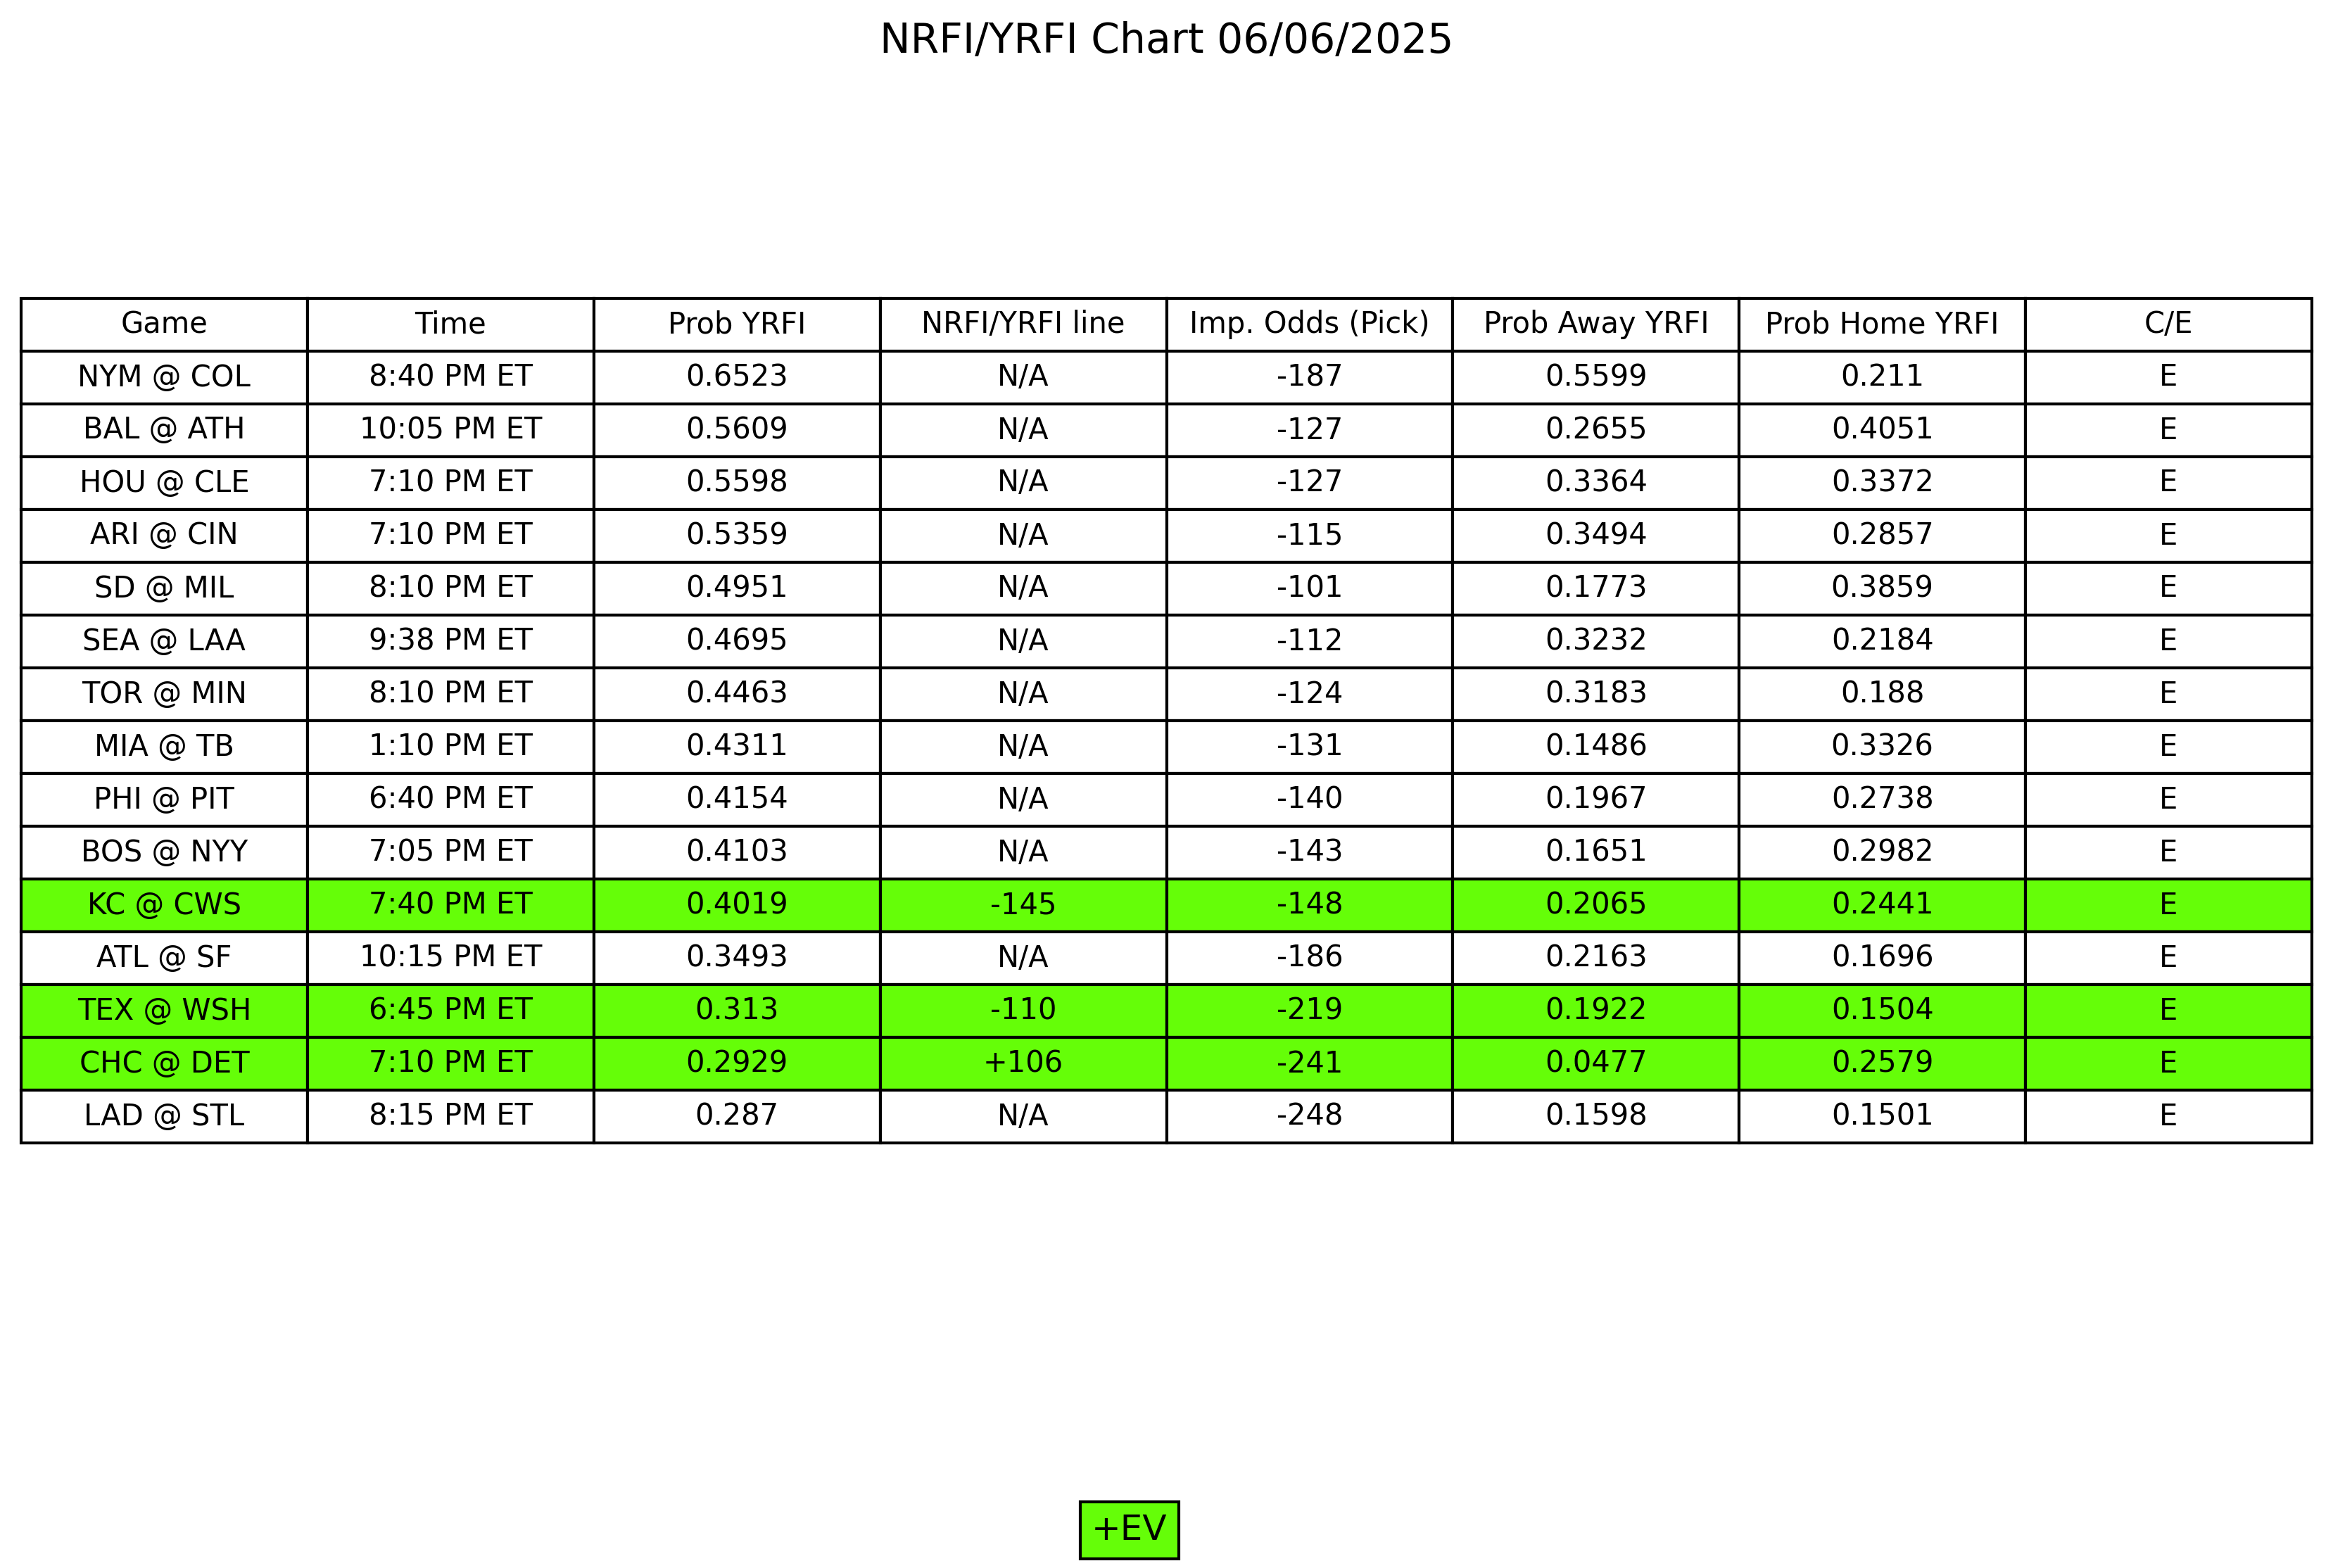 NRFI/YRFI Chart 06/06/2025
Game Time Prob YRFI NRFI/YRFI line Imp. Odds (Pick) Prob Away YRFI Prob Home YRFI C/E
NYM @ COL 8:40 PM ET 0.6523 N/A -187 0.5599 0.211 E
BAL @ ATH 10:05 PM ET 0.5609 N/A -127 0.2655 0.4051 E
HOU @ CLE 7:10 PM ET 0.5598 N/A -127 0.3364 0.3372 E
ARI @ CIN 7:10 PM ET 0.5359 N/A -115 0.3494 0.2857 E
SD @ MIL 8:10 PM ET 0.4951 N/A -101 0.1773 0.3859 E
SEA @ LAA 9:38 PM ET 0.4695 N/A -112 0.3232 0.2184 E
TOR @ MIN 8:10 PM ET 0.4463 N/A -124 0.3183 0.188 E
MIA @ TB 1:10 PM ET 0.4311 N/A -131 0.1486 0.3326 E
PHI @ PIT 6:40 PM ET 0.4154 N/A -140 0.1967 0.2738 E
BOS @ NYY 7:05 PM ET 0.4103 N/A -143 0.1651 0.2982 E
KC @ CWS 7:40 PM ET 0.4019 -145 -148 0.2065 0.2441 E
ATL @ SF 10:15 PM ET 0.3493 N/A -186 0.2163 0.1696 E
TEX @ WSH 6:45 PM ET 0.313 -110 -219 0.1922 0.1504 E
CHC @ DET 7:10 PM ET 0.2929 +106 -241 0.0477 0.2579 E
LAD @ STL 8:15 PM ET 0.287 N/A -248 0.1598 0.1501 E
+EV